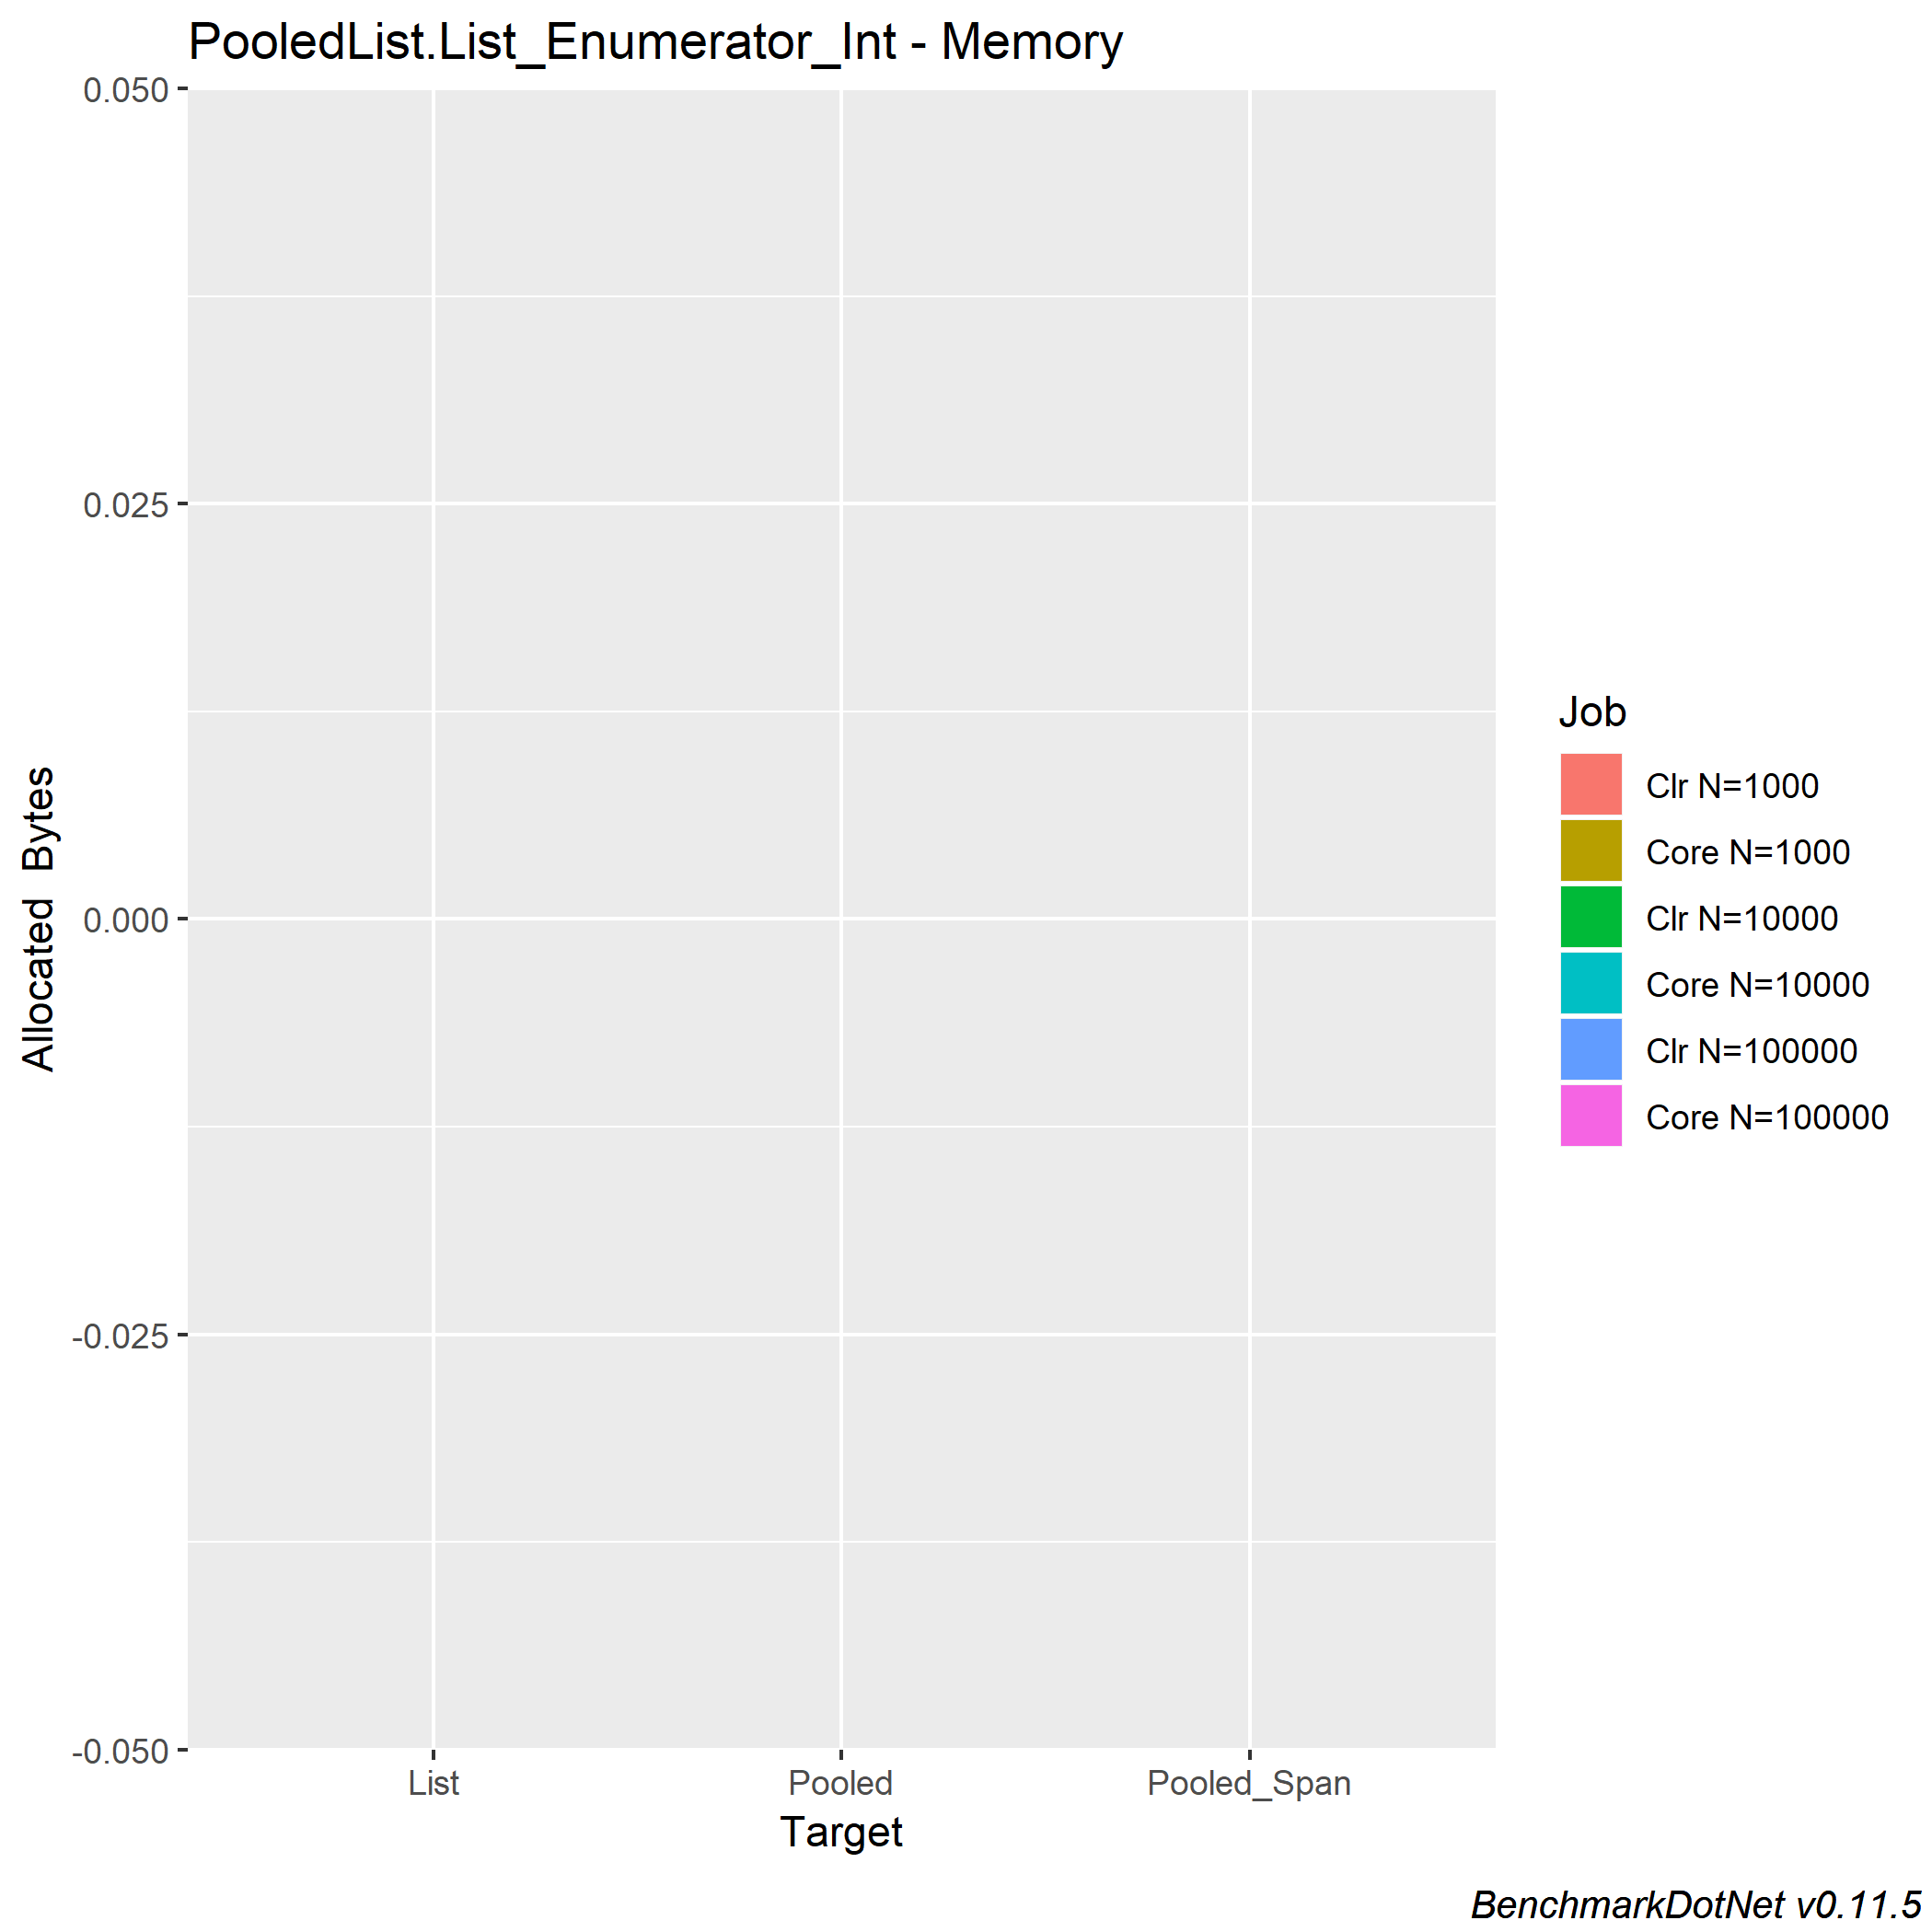 PooledList.List_Enumerator_Int - Memory
0.050
0.025
0.000
-0.025
-0.050
Allocated Bytes
List
Pooled
Pooled_Span
Target
Job
Clr N=1000
Core N=1000
Clr N=10000
Core N=10000
Clr N=100000
Core N=100000
BenchmarkDotNet v0.11.5